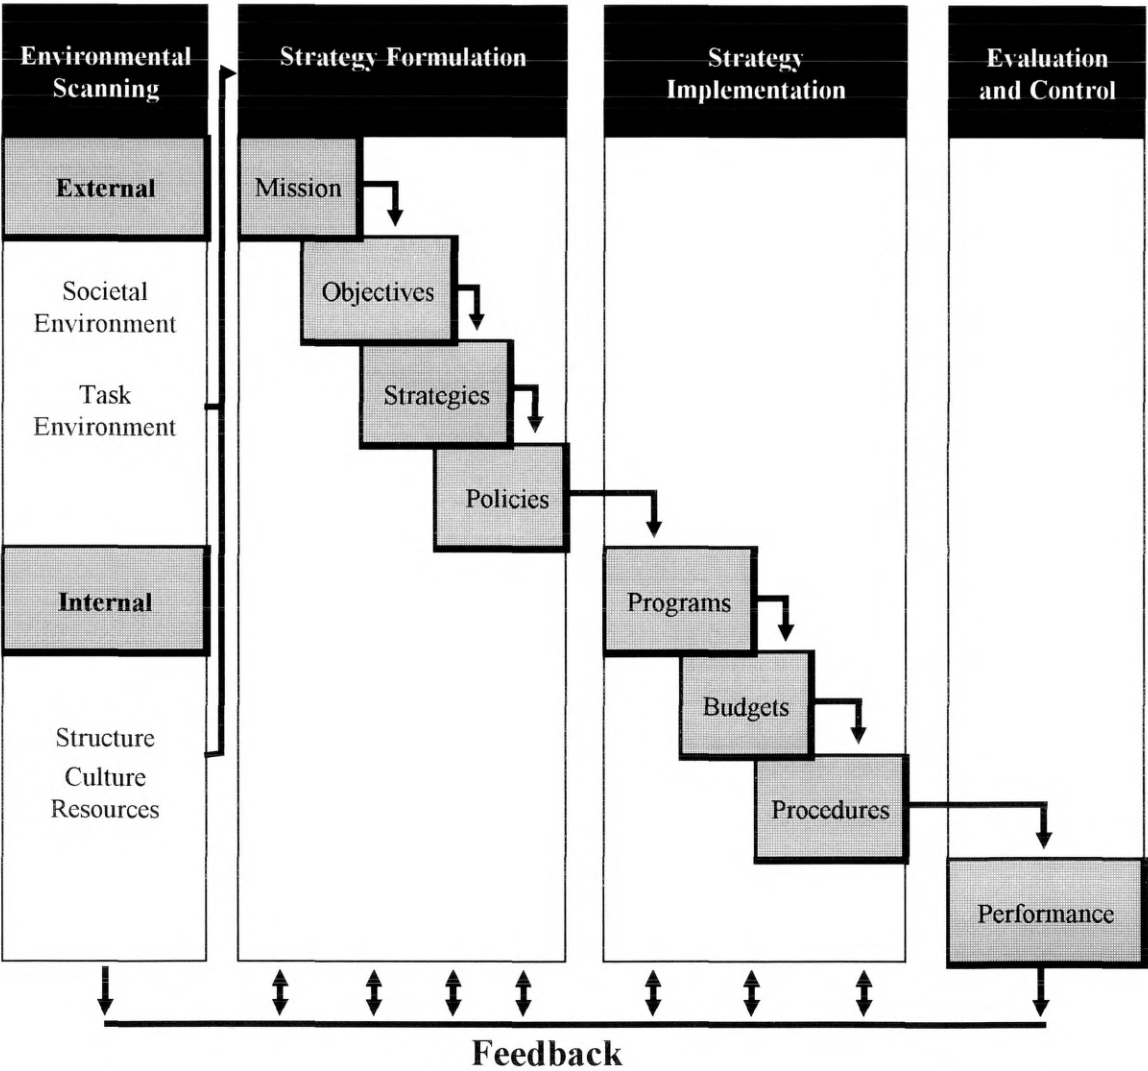 Environmental
Scanning
Strategy Formulation
Strategy
Implementation
Evaluation
and Control
External
Societal
Environment
Task
Environment
Internal
Structure
Culture
Resources
Mission
Objectives
Strategies
Policies
Programs
Budgets
Procedures
Performance
Feedback